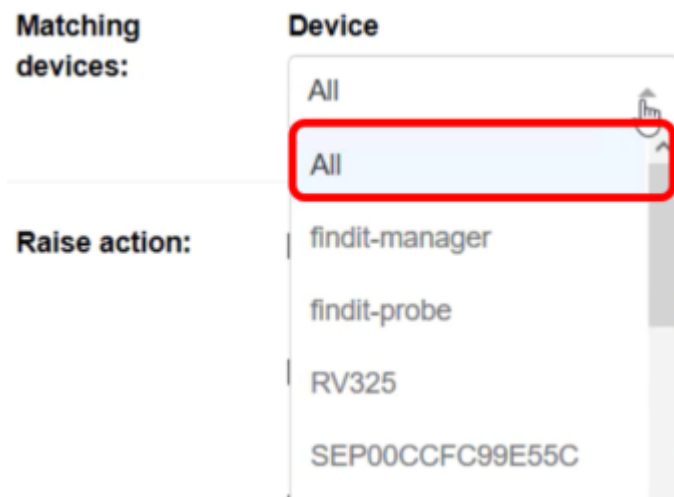 Matching
devices:
Device
All
All
findit-manager
Raise action:
findit-probe
RV325
SEP00CCFC99E55C